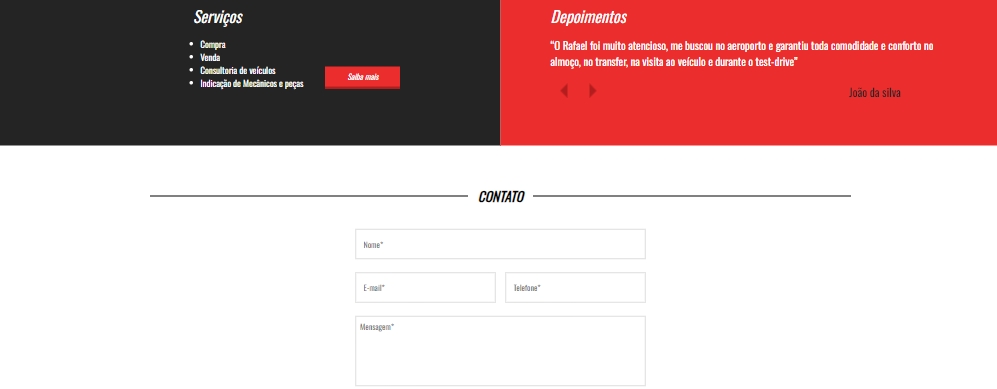 Serviços
Compra
Venda
Consultoria de veículos
Indicação de Mecânicos e peças
Saiba mais
Depoimentos
“O Rafael foi muito atencioso, me buscou no aeroporto e garantiu toda comodidade e conforto no
almoço, no transfer, na visita ao veículo e durante o test-drive”
João da silva
CONTATO
Nome*
E-mail*
Telefone*
Mensagem*